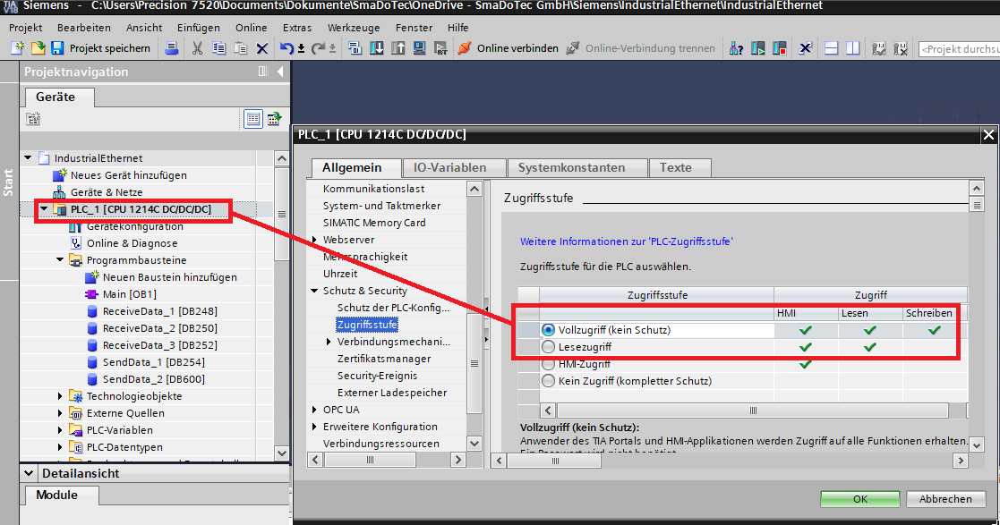 Siemens - C:\Users\Precision 7520\Documents\Dokumente\SmaDoTec\OneDrive - SmaDoTec GmbH\Siemens\IndustrialEthernet\IndustrialEthernet
Projekt Bearbeiten Ansicht Einfügen Online Extras Werkzeuge Fenster Hilfe
Projekt speichern Online verbinden Online-Verbindung trennen <Projekt durchsu
Projektnavigation
Geräte
Start
IndustrialEthernet
Neues Gerät hinzufügen
Geräte & Netze
PLC_1 [CPU 1214C DC/DC/DC]
Gerätekonfiguration
Online & Diagnose
Programmbausteine
Neuen Baustein hinzufügen
Main [OB1]
ReceiveData_1 [DB248]
ReceiveData_2 [DB250]
ReceiveData_3 [DB252]
SendData_1 [DB254]
SendData_2 [DB600]
Technologieobjekte
Externe Quellen
PLC-Variablen
PLC-Datentypen
Detailansicht
Module
PLC_1 [CPU 1214C DC/DC/DC]
Allgemein IO-Variablen Systemkonstanten Texte
Kommunikationslast
System- und Taktmerker
SIMATIC Memory Card
Webserver
Mehrsprachigkeit
Uhrzeit
Schutz & Security
Schutz der PLC-Konfig...
Zugriffsstufe
Verbindungsmechani...
Zertifikatsmanager
Security-Ereignis
Externer Ladespeicher
OPC UA
Erweitere Konfiguration
Verbindungsressourcen
Zugriffsstufe
Weitere Informationen zur 'PLC-Zugriffsstufe'
Zugriffsstufe für die PLC auswählen.
Zugriffsstufe Zugriff
HMI Lesen Schreiben
Vollzugriff (kein Schutz)
Lesezugriff
HMI-Zugriff
Kein Zugriff (kompletter Schutz)
Vollzugriff (kein Schutz):
Anwender des TIA Portals und HMI-Applikationen werden Zugriff auf alle Funktionen erhalten.
Ein Passwort wird nicht benötigt.
OK Abbrechen